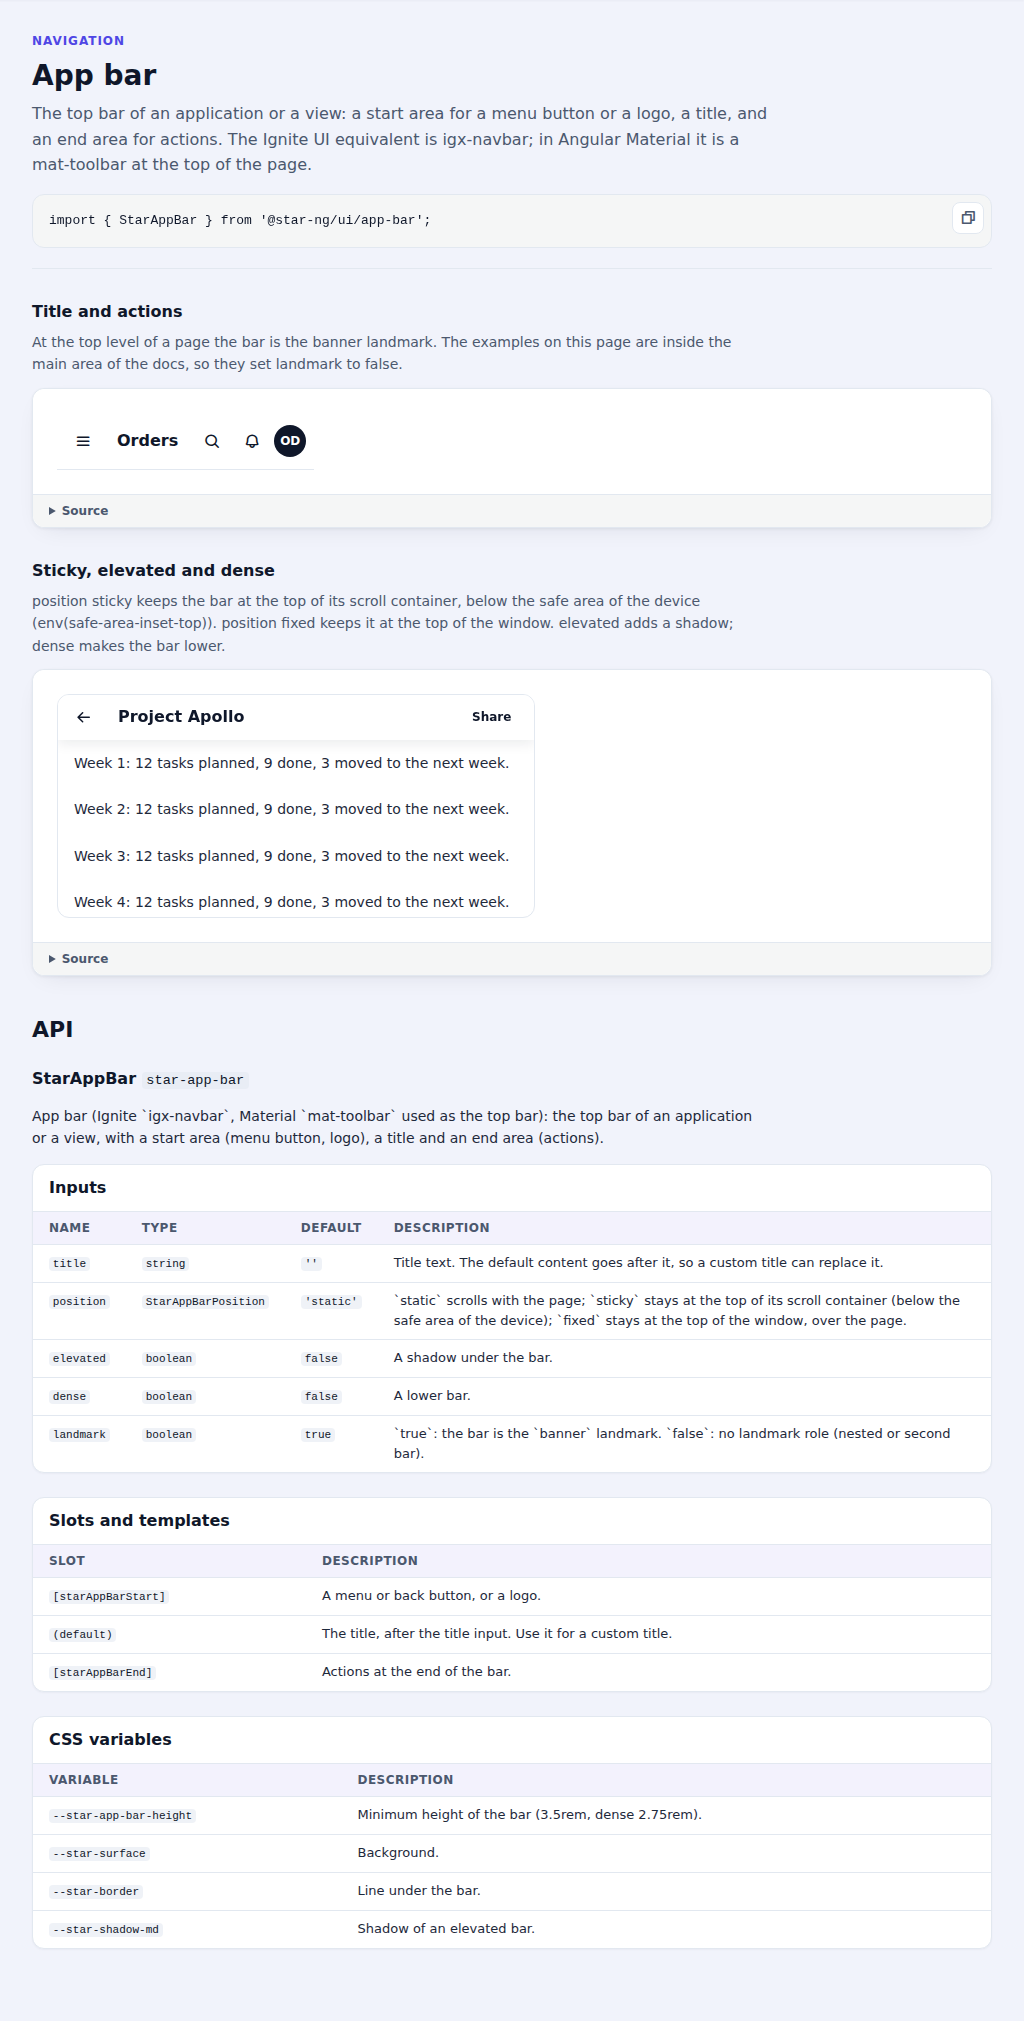 NAVIGATION
App bar
The top bar of an application or a view: a start area for a menu button or a logo, a title, and
an end area for actions. The Ignite UI equivalent is igx-navbar; in Angular Material it is a
mat-toolbar at the top of the page.
import { StarAppBar } from '@star-ng/ui/app-bar';
Title and actions
At the top level of a page the bar is the banner landmark. The examples on this page are inside the
main area of the docs, so they set landmark to false.
Orders OD
Source
Sticky, elevated and dense
position sticky keeps the bar at the top of its scroll container, below the safe area of the device
(env(safe-area-inset-top)). position fixed keeps it at the top of the window. elevated adds a shadow;
dense makes the bar lower.
Project Apollo Share
Week 1: 12 tasks planned, 9 done, 3 moved to the next week.
Week 2: 12 tasks planned, 9 done, 3 moved to the next week.
Week 3: 12 tasks planned, 9 done, 3 moved to the next week.
Week 4: 12 tasks planned, 9 done, 3 moved to the next week.
Source
API
StarAppBar star-app-bar
App bar (Ignite `igx-navbar`, Material `mat-toolbar` used as the top bar): the top bar of an application
or a view, with a start area (menu button, logo), a title and an end area (actions).
Inputs
NAME TYPE DEFAULT DESCRIPTION
title string '' Title text. The default content goes after it, so a custom title can replace it.
position StarAppBarPosition 'static' `static` scrolls with the page; `sticky` stays at the top of its scroll container (below the
safe area of the device); `fixed` stays at the top of the window, over the page.
elevated boolean false A shadow under the bar.
dense boolean false A lower bar.
landmark boolean true `true`: the bar is the `banner` landmark. `false`: no landmark role (nested or second
bar).
Slots and templates
SLOT DESCRIPTION
[starAppBarStart] A menu or back button, or a logo.
(default) The title, after the title input. Use it for a custom title.
[starAppBarEnd] Actions at the end of the bar.
CSS variables
VARIABLE DESCRIPTION
--star-app-bar-height Minimum height of the bar (3.5rem, dense 2.75rem).
--star-surface Background.
--star-border Line under the bar.
--star-shadow-md Shadow of an elevated bar.